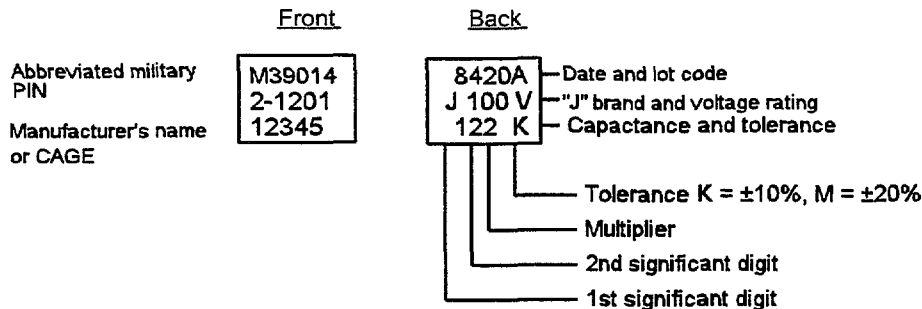 Front
Back
Abbreviated military
PIN
Manufacturer's name
or CAGE
M39014
2-1201
12345
8420A
J 100 V
122 K
Date and lot code
"J" brand and voltage rating
Capactance and tolerance
Tolerance K = ±10%, M = ±20%
Multiplier
2nd significant digit
1st significant digit